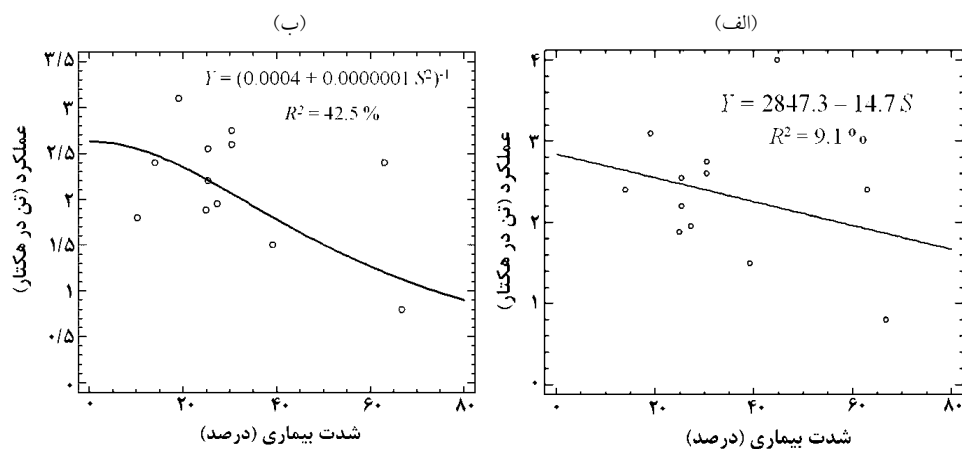 (الف)
Y = 2847.3 – 14.7 S
R² = 9.1 %
۴
۳
۲
۱
۰
عملکرد (تن در هکتار)
۰ ۲۰ ۴۰ ۶۰ ۸۰
شدت بیماری (درصد)
(ب)
Y = (0.0004 + 0.0000001 S²)⁻¹
R² = 42.5 %
۳/۵
۳
۲/۵
۲
۱/۵
۱
۰/۵
۰
عملکرد (تن در هکتار)
۰ ۲۰ ۴۰ ۶۰ ۸۰
شدت بیماری (درصد)